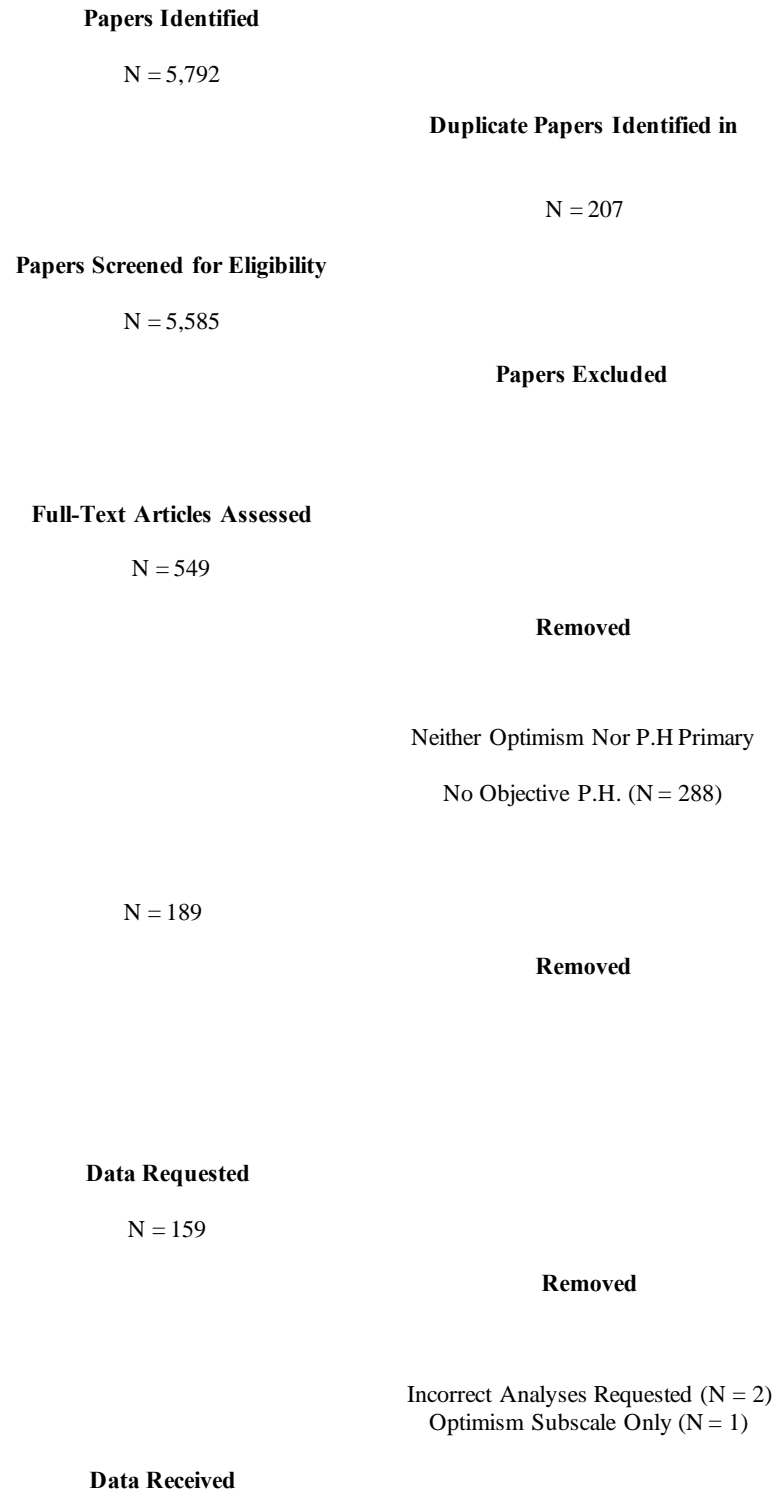 Papers Identified
N = 5,792
Duplicate Papers Identified in
N = 207
Papers Screened for Eligibility
N = 5,585
Papers Excluded
Full-Text Articles Assessed
N = 549
Removed
Neither Optimism Nor P.H Primary
No Objective P.H. (N = 288)
N = 189
Removed
Data Requested
N = 159
Removed
Incorrect Analyses Requested (N = 2)
Optimism Subscale Only (N = 1)
Data Received